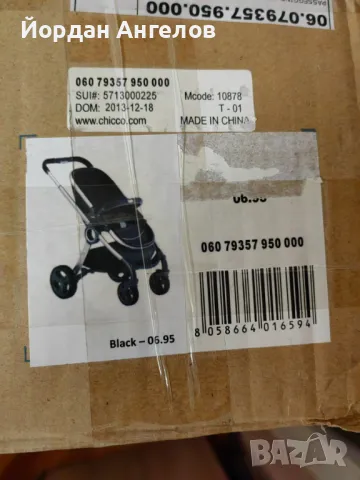 Йордан Ангелов
06.079357.950.000
060 79357 950 000
SUI#: 5713000225
Mcode: 10878
DOM: 2013-12-18
T - 01
www.chicco.com
MADE IN CHINA
06.95
060 79357 950 000
8 058664 016594
Black – 06.95
BAZAR